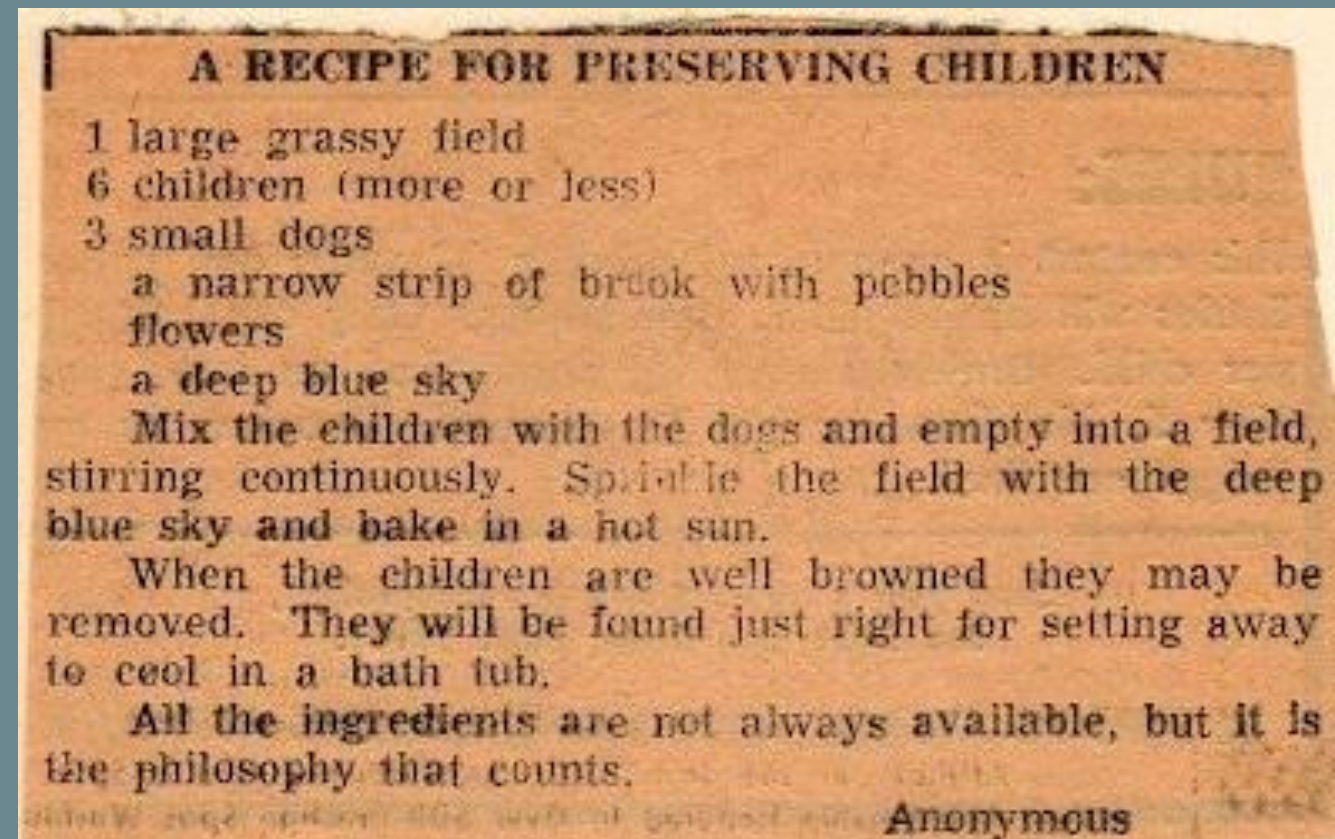 A RECIPE FOR PRESERVING CHILDREN
1 large grassy field
6 children (more or less)
3 small dogs
a narrow strip of brook with pebbles
flowers
a deep blue sky
Mix the children with the dogs and empty into a field,
stirring continuously. Sprinkle the field with the deep
blue sky and bake in a hot sun.
When the children are well browned they may be
removed. They will be found just right for setting away
to cool in a bath tub.
All the ingredients are not always available, but it is
the philosophy that counts.
Anonymous